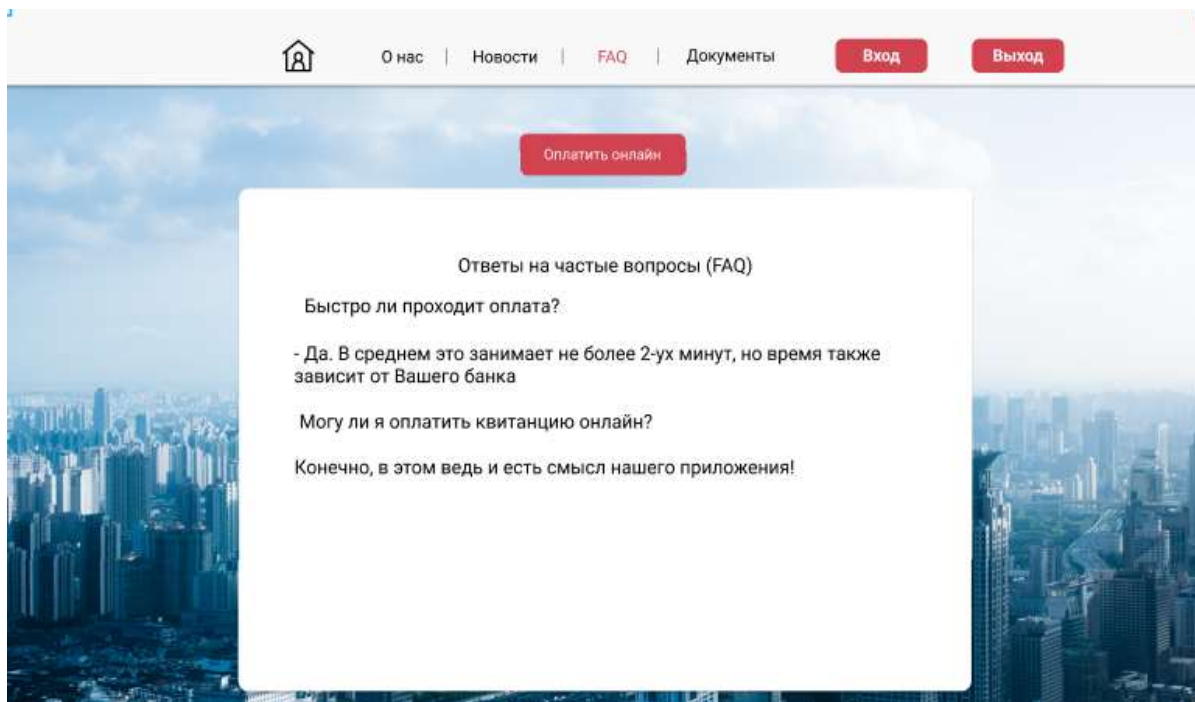 О нас | Новости | FAQ | Документы Вход Выход
Оплатить онлайн
Ответы на частые вопросы (FAQ)
Быстро ли проходит оплата?
- Да. В среднем это занимает не более 2-ух минут, но время также
зависит от Вашего банка
Могу ли я оплатить квитанцию онлайн?
Конечно, в этом ведь и есть смысл нашего приложения!